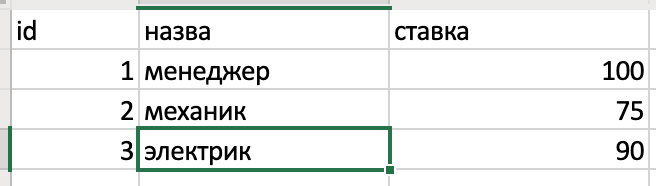 id назва ставка
1 менеджер 100
2 механик 75
3 электрик 90